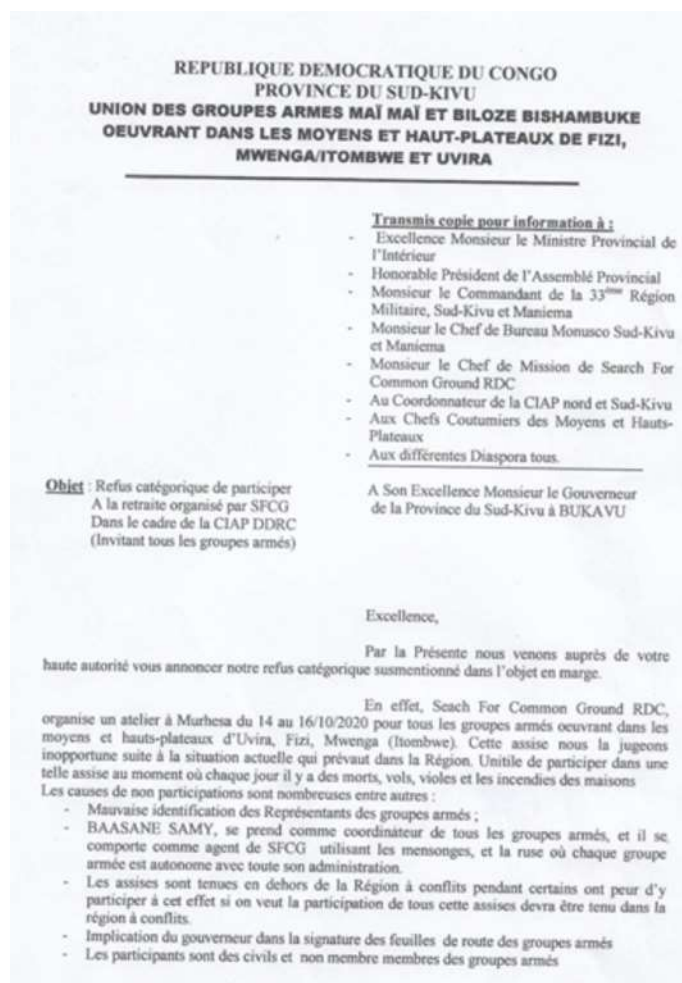 REPUBLIQUE DEMOCRATIQUE DU CONGO
PROVINCE DU SUD-KIVU
UNION DES GROUPES ARMES MAÏ MAÏ ET BILOZE BISHAMBUKE
OEUVRANT DANS LES MOYENS ET HAUT-PLATEAUX DE FIZI,
MWENGA/ITOMBWE ET UVIRA
Transmis copie pour information à :
- Excellence Monsieur le Ministre Provincial de
l'Intérieur
- Honorable Président de l'Assemblé Provincial
- Monsieur le Commandant de la 33ème Région
Militaire, Sud-Kivu et Maniema
- Monsieur le Chef de Bureau Monusco Sud-Kivu
et Maniema
- Monsieur le Chef de Mission de Search For
Common Ground RDC
- Au Coordonnateur de la CIAP nord et Sud-Kivu
- Aux Chefs Coutumiers des Moyens et Hauts-
Plateaux
- Aux différentes Diaspora tous.
Objet : Refus catégorique de participer
A la retraite organisé par SFCG
Dans le cadre de la CIAP DDRC
(Invitant tous les groupes armés)
A Son Excellence Monsieur le Gouverneur
de la Province du Sud-Kivu à BUKAVU
Excellence,
Par la Présente nous venons auprès de votre
haute autorité vous annoncer notre refus catégorique susmentionné dans l'objet en marge.
En effet, Seach For Common Ground RDC,
organise un atelier à Murhesa du 14 au 16/10/2020 pour tous les groupes armés oeuvrant dans les
moyens et hauts-plateaux d'Uvira, Fizi, Mwenga (Itombwe). Cette assise nous la jugeons
inopportune suite à la situation actuelle qui prévaut dans la Région. Unitile de participer dans une
telle assise au moment où chaque jour il y a des morts, vols, violes et les incendies des maisons
Les causes de non participations sont nombreuses entre autres :
- Mauvaise identification des Représentants des groupes armés ;
- BAASANE SAMY, se prend comme coordinateur de tous les groupes armés, et il se
comporte comme agent de SFCG utilisant les mensonges, et la ruse où chaque groupe
armée est autonome avec toute son administration.
- Les assises sont tenues en dehors de la Région à conflits pendant certains ont peur d'y
participer à cet effet si on veut la participation de tous cette assises devra être tenu dans la
région à conflits.
- Implication du gouverneur dans la signature des feuilles de route des groupes armés
- Les participants sont des civils et non membre membres des groupes armés